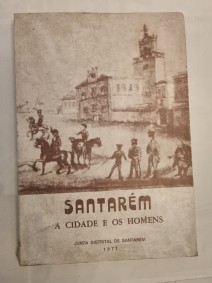 SANTARÉM
A CIDADE E OS HOMENS
JUNTA DISTRITAL DE SANTARÉM
1977